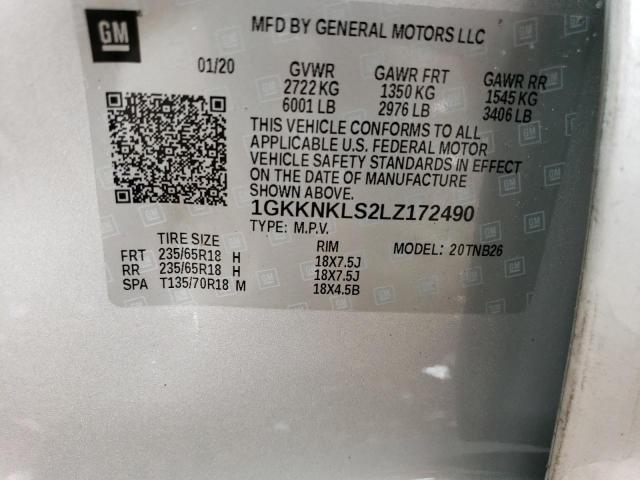 GM
MFD BY GENERAL MOTORS LLC
01/20 GVWR GAWR FRT GAWR RR
2722 KG 1350 KG 1545 KG
6001 LB 2976 LB 3406 LB
THIS VEHICLE CONFORMS TO ALL
APPLICABLE U.S. FEDERAL MOTOR
VEHICLE SAFETY STANDARDS IN EFFECT
ON THE DATE OF MANUFACTURE
SHOWN ABOVE.
1GKKNKLS2LZ172490
TYPE: M.P.V.
TIRE SIZE RIM MODEL: 20TNB26
FRT 235/65R18 H 18X7.5J
RR 235/65R18 H 18X7.5J
SPA T135/70R18 M 18X4.5B